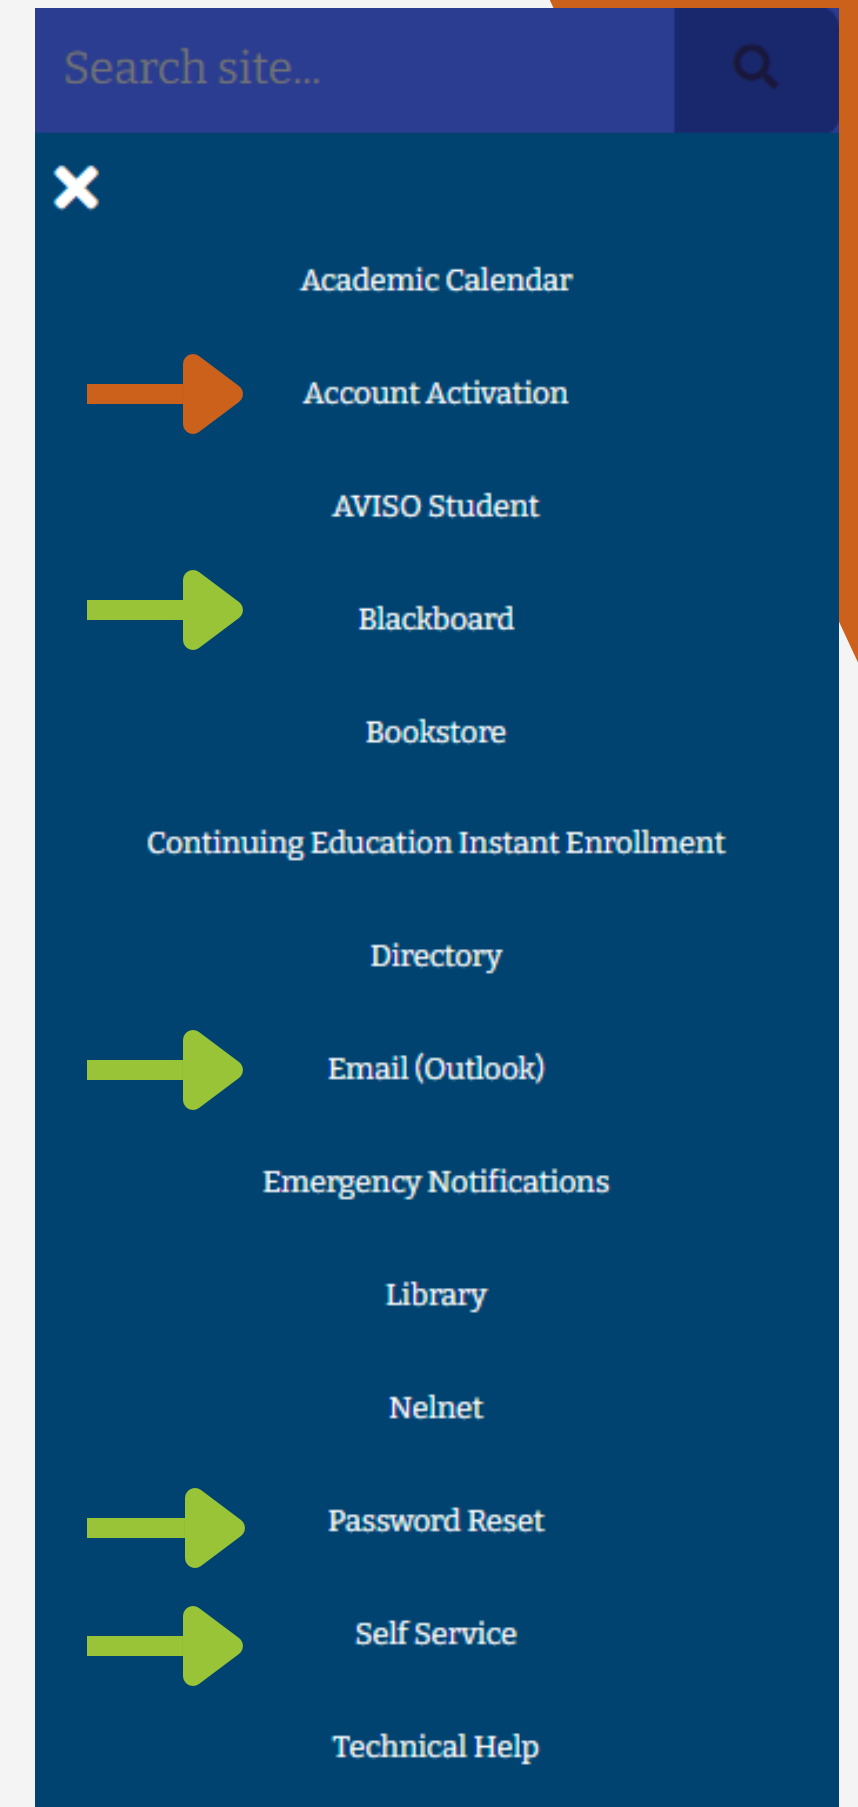 Search site...
Academic Calendar
Account Activation
AVISO Student
Blackboard
Bookstore
Continuing Education Instant Enrollment
Directory
Email (Outlook)
Emergency Notifications
Library
Nelnet
Password Reset
Self Service
Technical Help